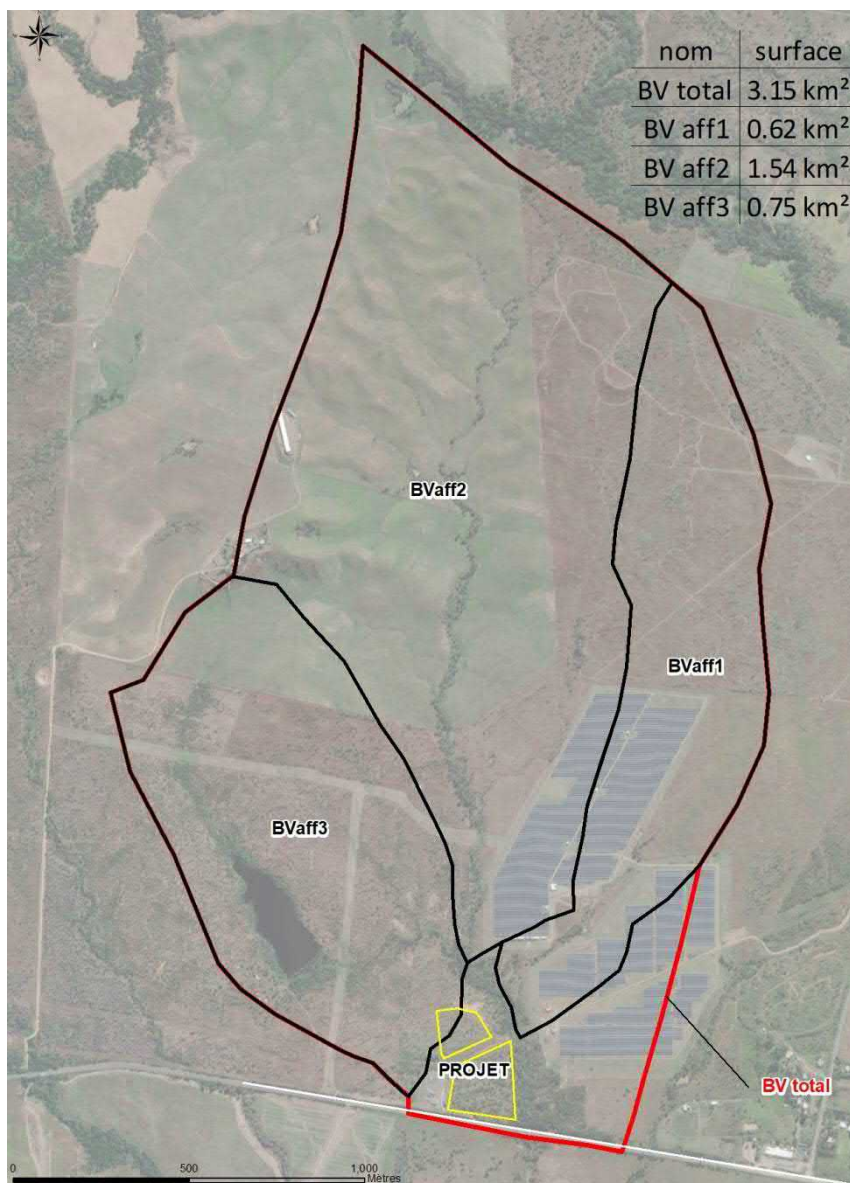 nom surface
BV total 3.15 km²
BV aff1 0.62 km²
BV aff2 1.54 km²
BV aff3 0.75 km²
BVaff2
BVaff1
BVaff3
PROJET
BV total
0 500 1,000
Mètres